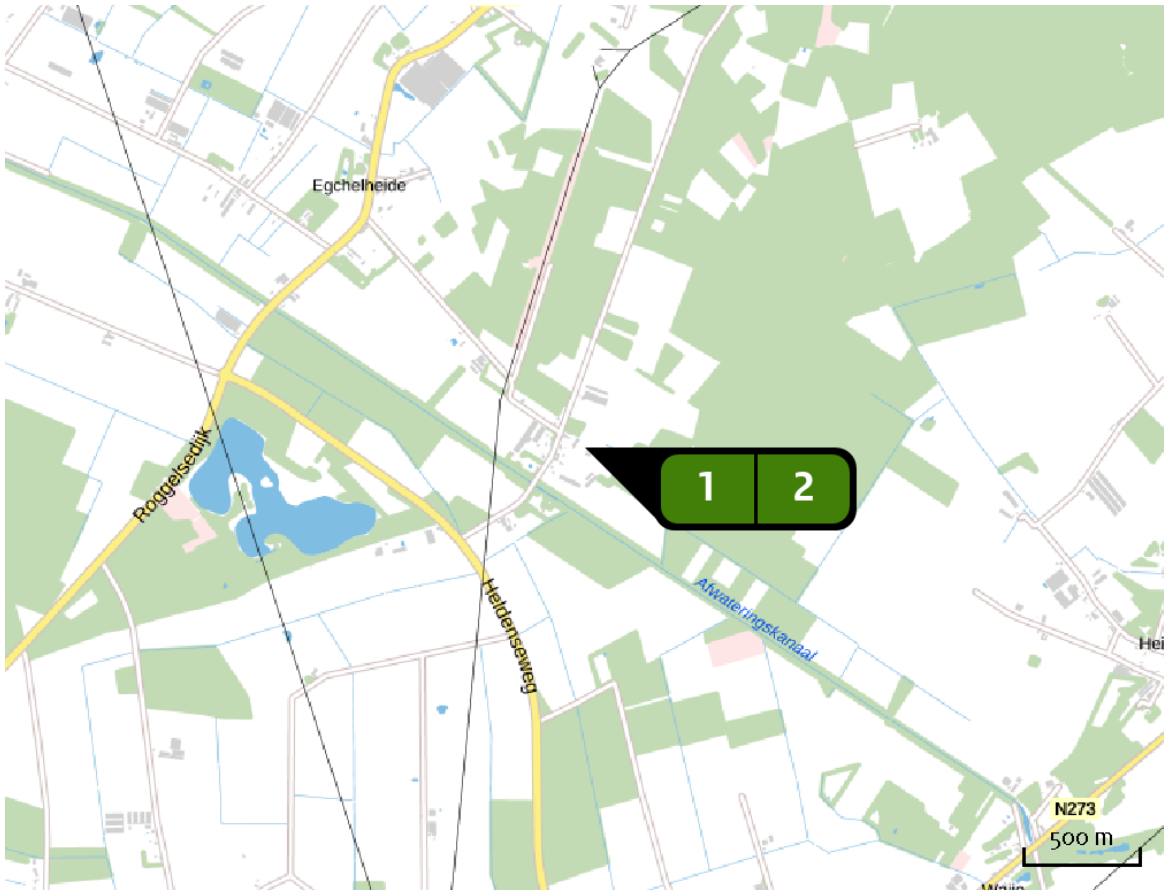 Egchelheide
Roggelsedijk
1 2
Heldenseweg
Afwateringskanaal
Hei
N273
500 m